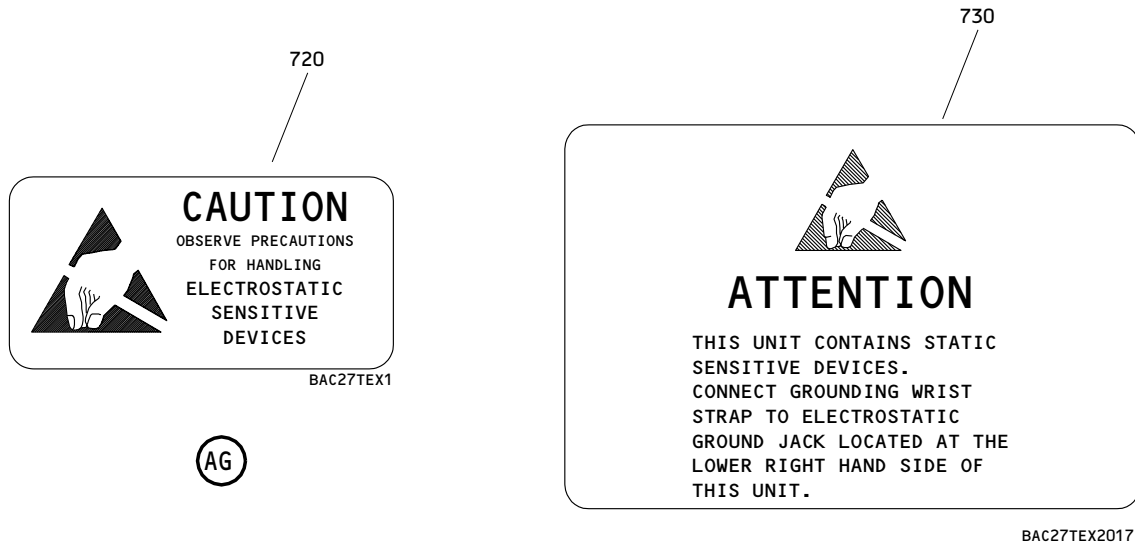 720
CAUTION
OBSERVE PRECAUTIONS
FOR HANDLING
ELECTROSTATIC
SENSITIVE
DEVICES
BAC27TEX1
AG
730
ATTENTION
THIS UNIT CONTAINS STATIC
SENSITIVE DEVICES.
CONNECT GROUNDING WRIST
STRAP TO ELECTROSTATIC
GROUND JACK LOCATED AT THE
LOWER RIGHT HAND SIDE OF
THIS UNIT.
BAC27TEX2017